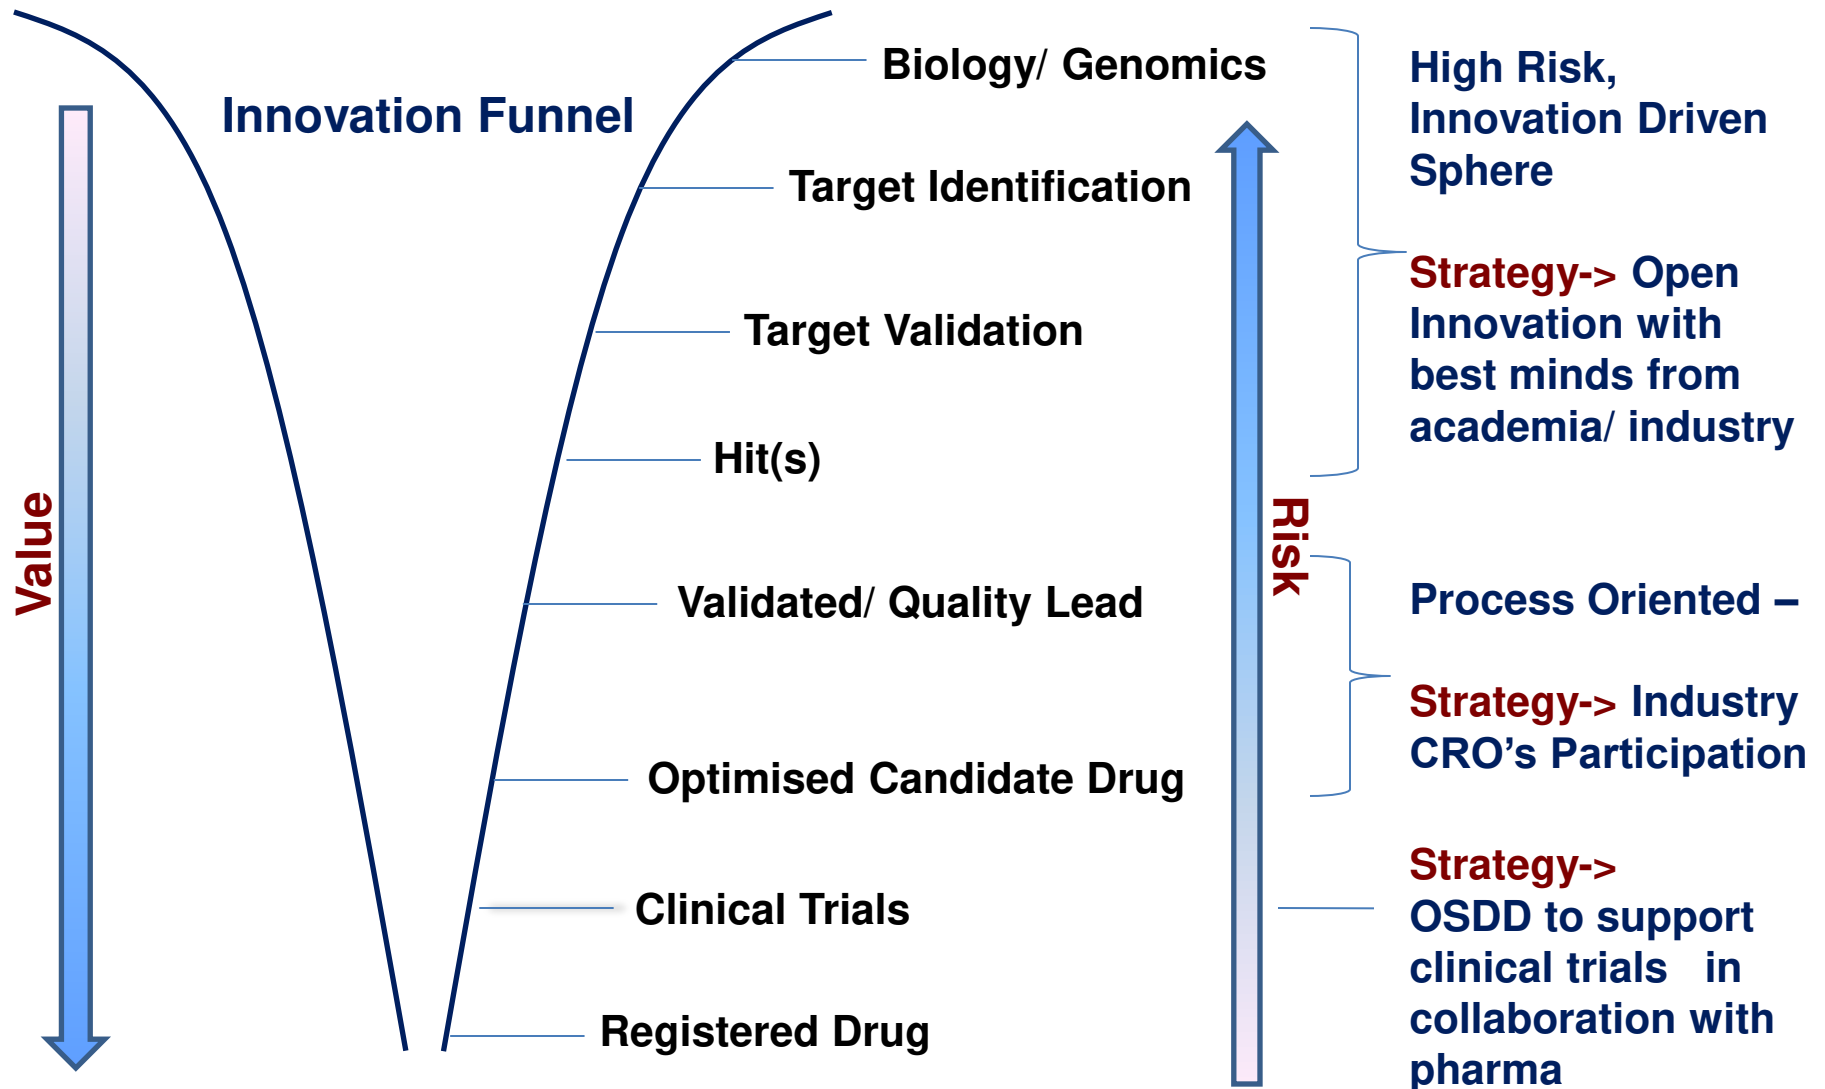 Innovation Funnel
Value
Biology/ Genomics
Target Identification
Target Validation
Hit(s)
Validated/ Quality Lead
Optimised Candidate Drug
Clinical Trials
Registered Drug
Risk
High Risk,
Innovation Driven
Sphere
Strategy-> Open
Innovation with
best minds from
academia/ industry
Process Oriented –
Strategy-> Industry
CRO’s Participation
Strategy->
OSDD to support
clinical trials in
collaboration with
pharma